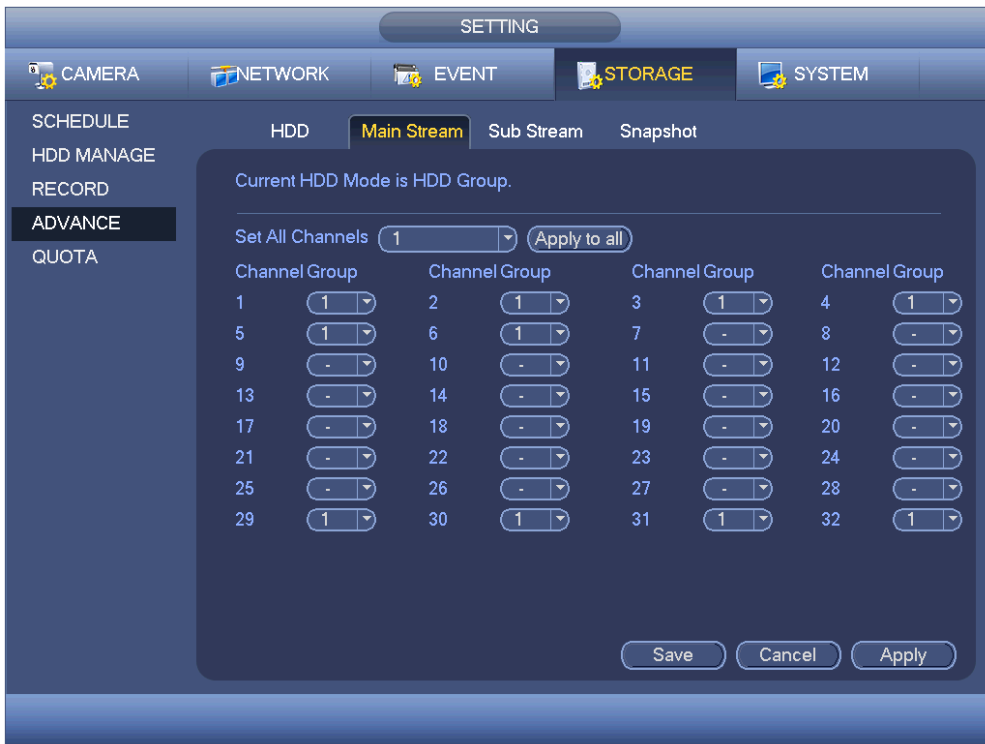 SETTING
CAMERA NETWORK EVENT STORAGE SYSTEM
SCHEDULE
HDD MANAGE
RECORD
ADVANCE
QUOTA
HDD Main Stream Sub Stream Snapshot
Current HDD Mode is HDD Group.
Set All Channels 1 Apply to all
Channel Group Channel Group Channel Group Channel Group
1 1 2 1 3 1 4 1
5 1 6 1 7 - 8 -
9 - 10 - 11 - 12 -
13 - 14 - 15 - 16 -
17 - 18 - 19 - 20 -
21 - 22 - 23 - 24 -
25 - 26 - 27 - 28 -
29 1 30 1 31 1 32 1
Save Cancel Apply